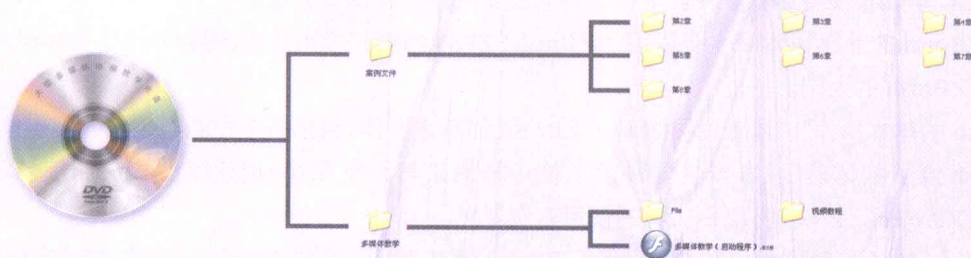 第2章 第3章 第4章
案例文件
第5章 第6章 第7章
第8章
DVD
File 视频教程
多媒体教学
多媒体教学(启动程序).exe